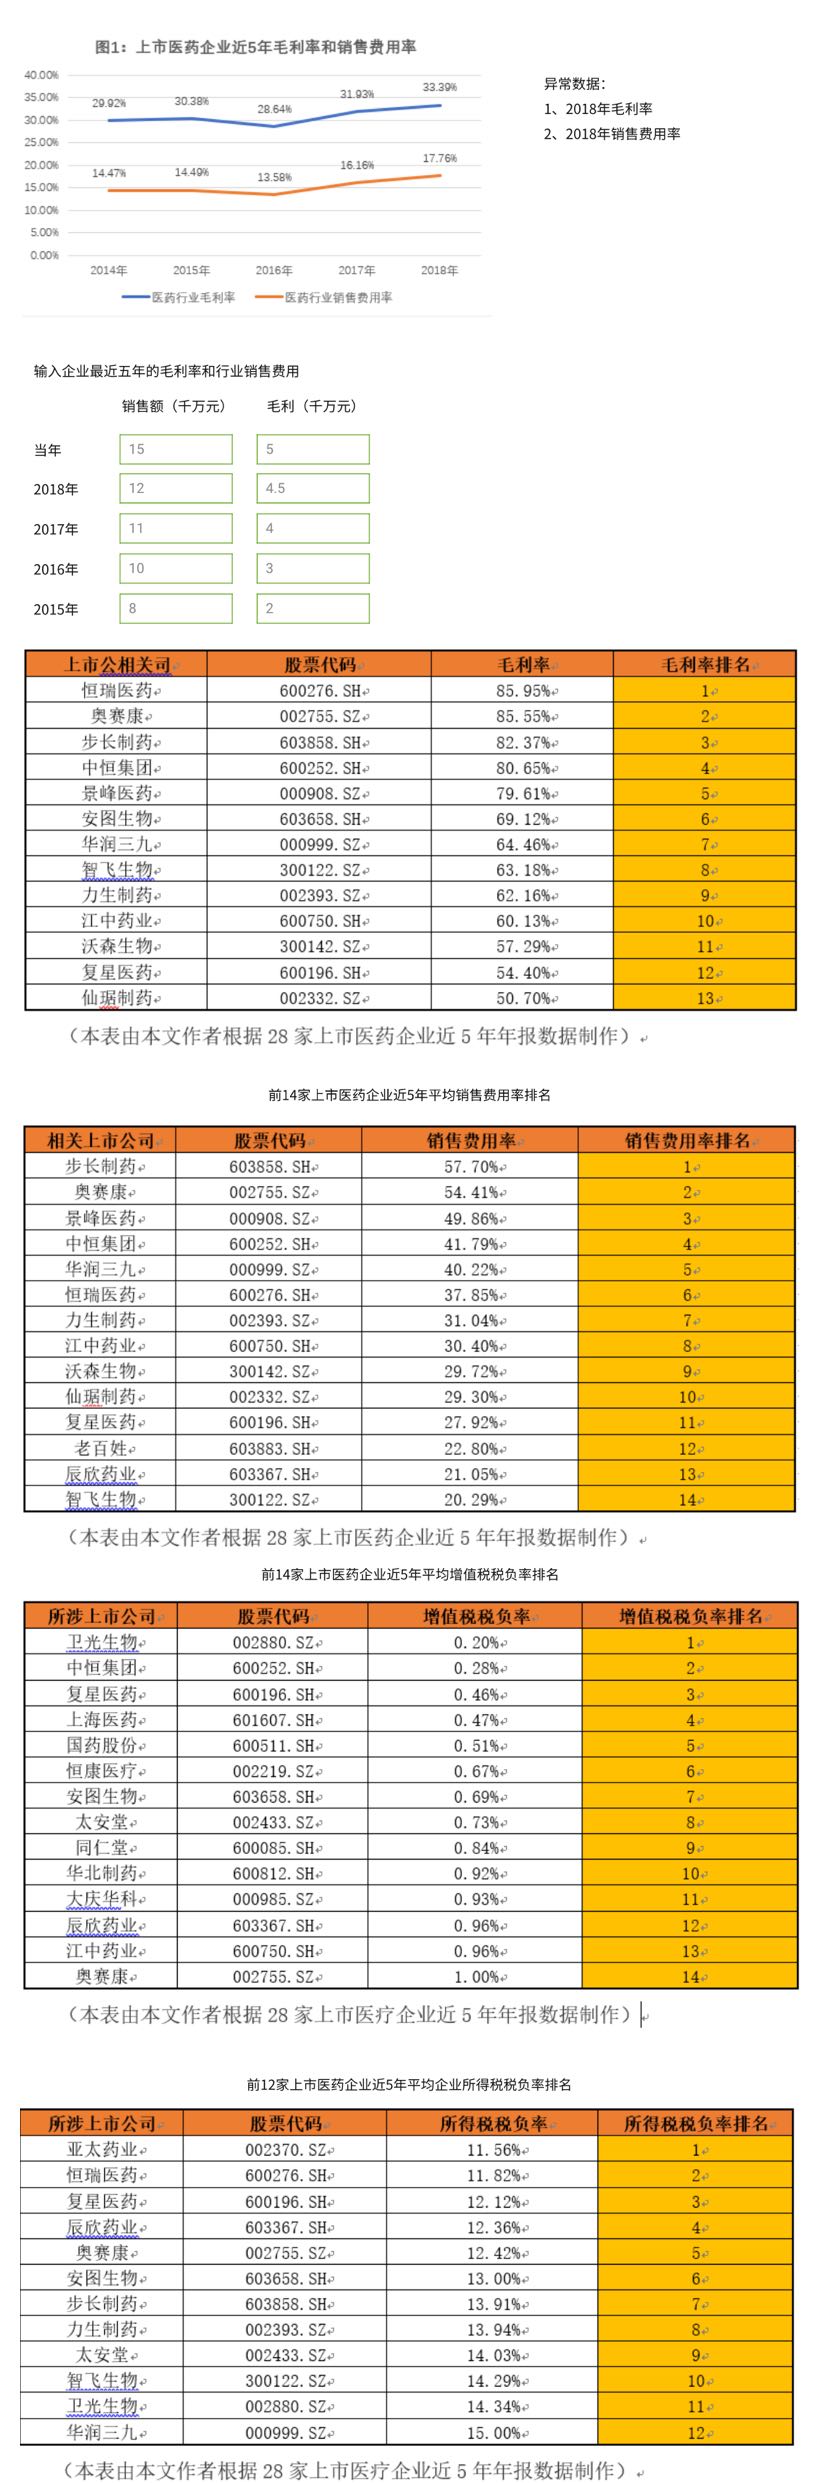 图1：上市医药企业近5年毛利率和销售费用率
40.00%
35.00%
30.00%
25.00%
20.00%
15.00%
10.00%
5.00%
0.00%
29.92% 30.38% 28.64% 31.93% 33.39%
14.47% 14.49% 13.58% 16.16% 17.76%
2014年 2015年 2016年 2017年 2018年
医药行业毛利率 医药行业销售费用率
异常数据：
1、2018年毛利率
2、2018年销售费用率
输入企业最近五年的毛利率和行业销售费用
销售额（千万元） 毛利（千万元）
当年 15 5
2018年 12 4.5
2017年 11 4
2016年 10 3
2015年 8 2
上市公相关司 股票代码 毛利率 毛利率排名
恒瑞医药 600276.SH 85.95% 1
奥赛康 002755.SZ 85.55% 2
步长制药 603858.SH 82.37% 3
中恒集团 600252.SH 80.65% 4
景峰医药 000908.SZ 79.61% 5
安图生物 603658.SH 69.12% 6
华润三九 000999.SZ 64.46% 7
智飞生物 300122.SZ 63.18% 8
力生制药 002393.SZ 62.16% 9
江中药业 600750.SH 60.13% 10
沃森生物 300142.SZ 57.29% 11
复星医药 600196.SH 54.40% 12
仙琚制药 002332.SZ 50.70% 13
（本表由本文作者根据 28 家上市医药企业近 5 年年报数据制作）
前14家上市医药企业近5年平均销售费用率排名
相关上市公司 股票代码 销售费用率 销售费用率排名
步长制药 603858.SH 57.70% 1
奥赛康 002755.SZ 54.41% 2
景峰医药 000908.SZ 49.86% 3
中恒集团 600252.SH 41.79% 4
华润三九 000999.SZ 40.22% 5
恒瑞医药 600276.SH 37.85% 6
力生制药 002393.SZ 31.04% 7
江中药业 600750.SH 30.40% 8
沃森生物 300142.SZ 29.72% 9
仙琚制药 002332.SZ 29.30% 10
复星医药 600196.SH 27.92% 11
老百姓 603883.SH 22.80% 12
辰欣药业 603367.SH 21.05% 13
智飞生物 300122.SZ 20.29% 14
（本表由本文作者根据 28 家上市医药企业近 5 年年报数据制作）
前14家上市医药企业近5年平均增值税税负率排名
所涉上市公司 股票代码 增值税税负率 增值税税负率排名
卫光生物 002880.SZ 0.20% 1
中恒集团 600252.SH 0.28% 2
复星医药 600196.SH 0.46% 3
上海医药 601607.SH 0.47% 4
国药股份 600511.SH 0.51% 5
恒康医疗 002219.SZ 0.67% 6
安图生物 603658.SH 0.69% 7
太安堂 002433.SZ 0.73% 8
同仁堂 600085.SH 0.84% 9
华北制药 600812.SH 0.92% 10
大庆华科 000985.SZ 0.93% 11
辰欣药业 603367.SH 0.96% 12
江中药业 600750.SH 0.96% 13
奥赛康 002755.SZ 1.00% 14
（本表由本文作者根据 28 家上市医疗企业近 5 年年报数据制作）
前12家上市医药企业近5年平均企业所得税税负率排名
所涉上市公司 股票代码 所得税税负率 所得税税负率排名
亚太药业 002370.SZ 11.56% 1
恒瑞医药 600276.SH 11.82% 2
复星医药 600196.SH 12.12% 3
辰欣药业 603367.SH 12.36% 4
奥赛康 002755.SZ 12.42% 5
安图生物 603658.SH 13.00% 6
步长制药 603858.SH 13.91% 7
力生制药 002393.SZ 13.94% 8
太安堂 002433.SZ 14.03% 9
智飞生物 300122.SZ 14.29% 10
卫光生物 002880.SZ 14.34% 11
华润三九 000999.SZ 15.00% 12
（本表由本文作者根据 28 家上市医疗企业近 5 年年报数据制作）